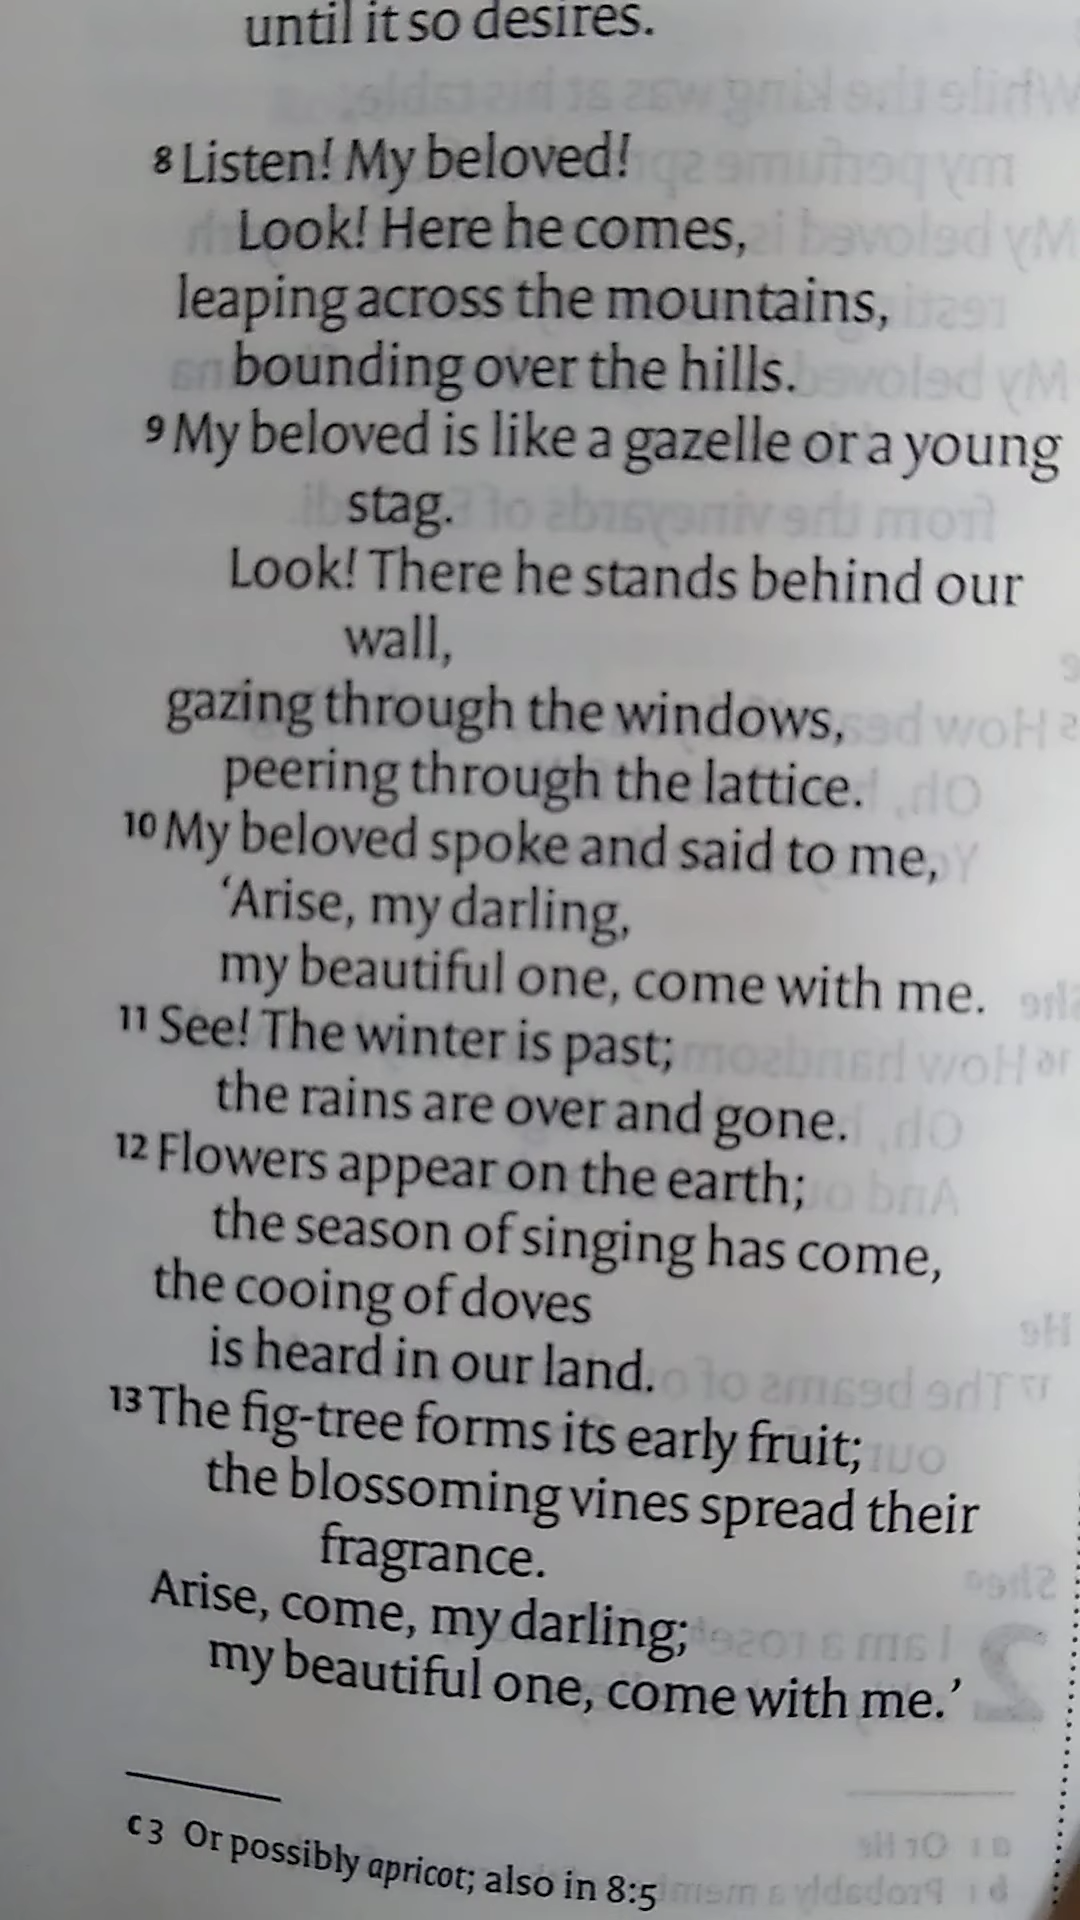 until it so desires.
8 Listen! My beloved!
Look! Here he comes,
leaping across the mountains,
bounding over the hills.
9 My beloved is like a gazelle or a young
stag.
Look! There he stands behind our
wall,
gazing through the windows,
peering through the lattice.
10 My beloved spoke and said to me,
‘Arise, my darling,
my beautiful one, come with me.
11 See! The winter is past;
the rains are over and gone.
12 Flowers appear on the earth;
the season of singing has come,
the cooing of doves
is heard in our land.
13 The fig-tree forms its early fruit;
the blossoming vines spread their
fragrance.
Arise, come, my darling;
my beautiful one, come with me.’
c 3 Or possibly apricot; also in 8:5